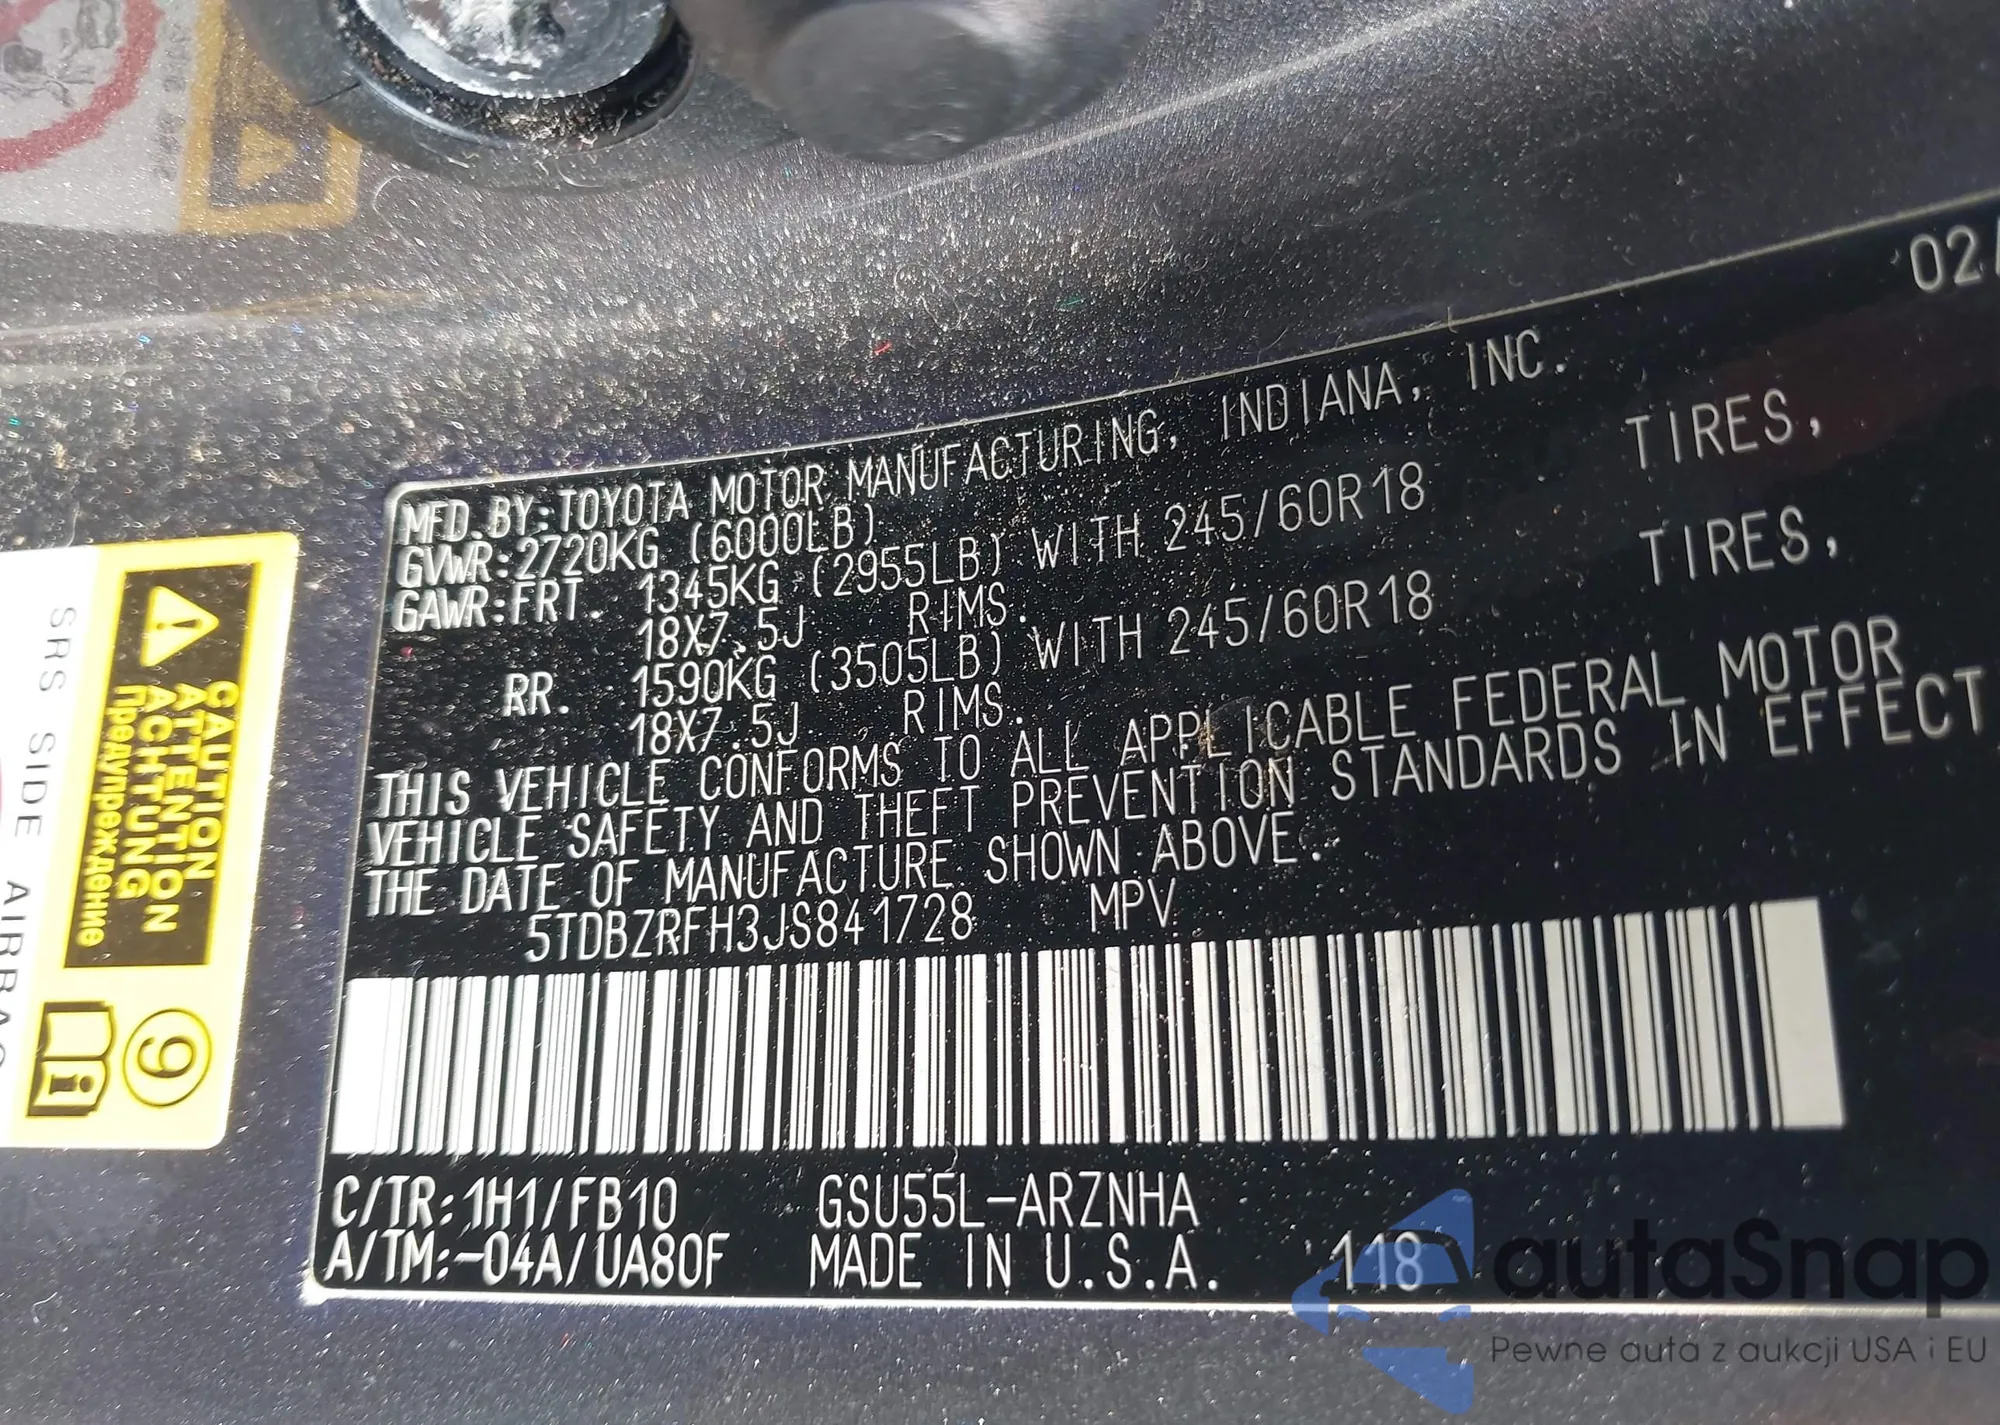 02/
MFD.BY:TOYOTA MOTOR MANUFACTURING, INDIANA, INC.
GVWR:2720KG (6000LB)
GAWR:FRT. 1345KG (2955LB) WITH 245/60R18 TIRES,
18X7.5J RIMS.
RR. 1590KG (3505LB) WITH 245/60R18 TIRES,
18X7.5J RIMS.
THIS VEHICLE CONFORMS TO ALL APPLICABLE FEDERAL MOTOR
VEHICLE SAFETY AND THEFT PREVENTION STANDARDS IN EFFECT
THE DATE OF MANUFACTURE SHOWN ABOVE.
5TDBZRFH3JS841728 MPV
C/TR:1H1/FB10 GSU55L-ARZNHA
A/TM:-04A/UA80F MADE IN U.S.A. 118
CAUTION
ATTENTION
ACHTUNG
Предупреждение
9
SRS SIDE AIRBAG
autaSnap
Pewne auta z aukcji USA i EU